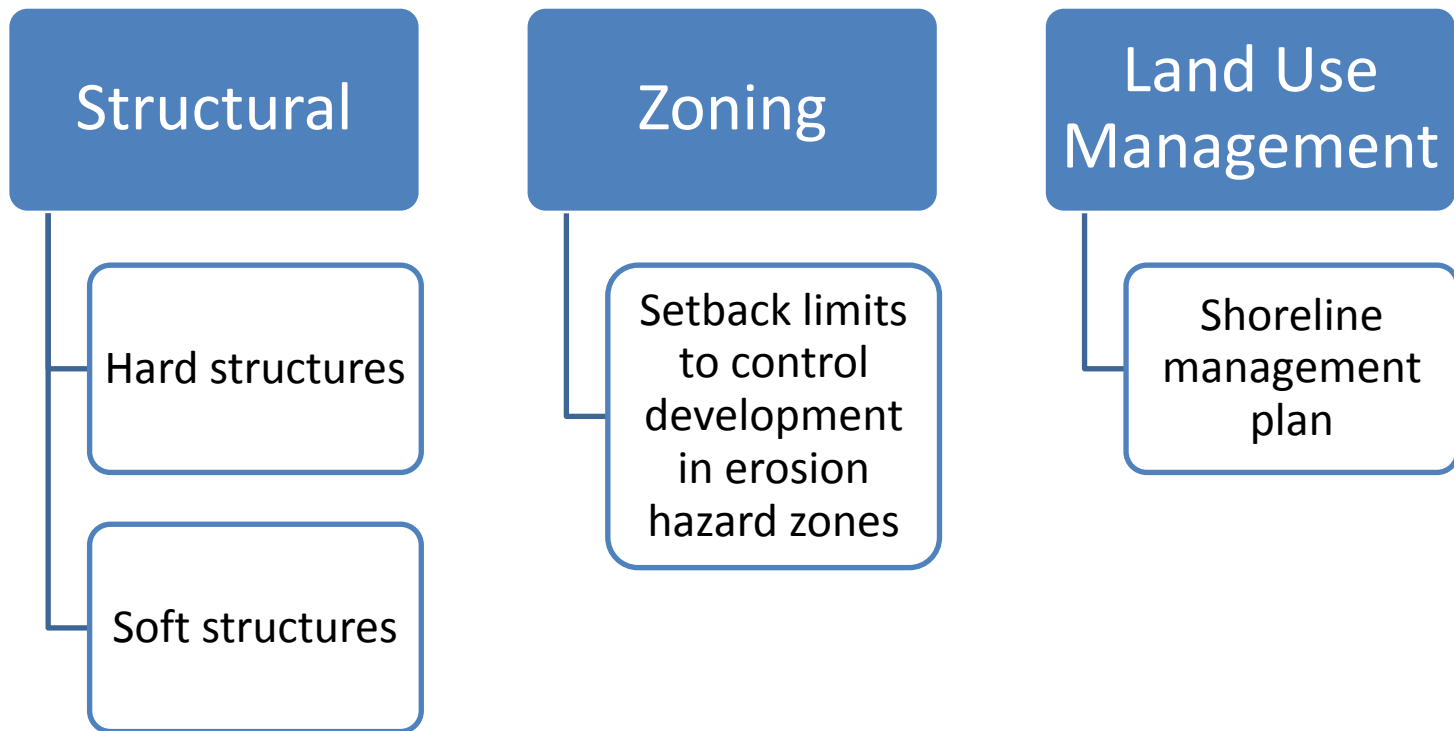 Structural
Hard structures
Soft structures
Zoning
Setback limits
to control
development
in erosion
hazard zones
Land Use
Management
Shoreline
management
plan